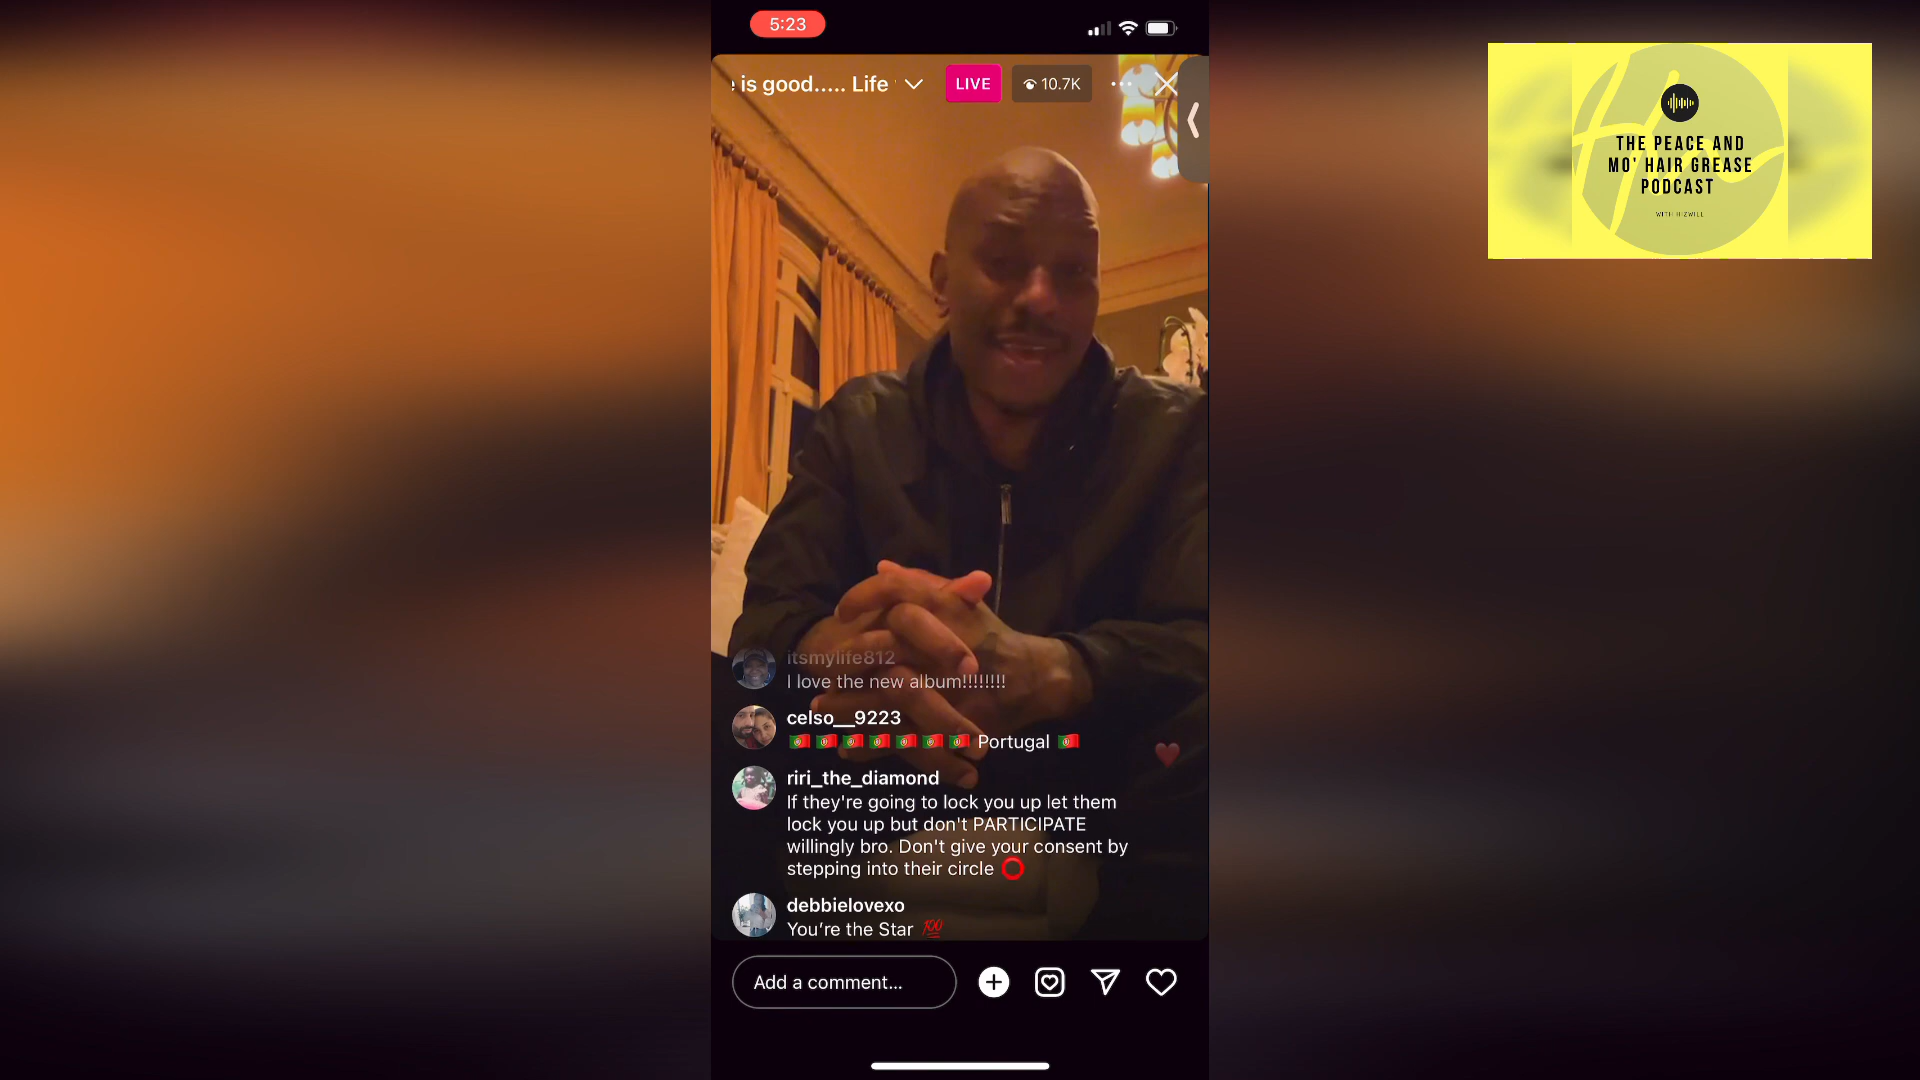 5:23
is good..... Life
LIVE
10.7K
THE PEACE AND
MO' HAIR GREASE
PODCAST
WITH HIZWILL
itsmylife812
I love the new album!!!!!!!!
celso__9223
🇵🇹🇵🇹🇵🇹🇵🇹🇵🇹🇵🇹🇵🇹 Portugal 🇵🇹
riri_the_diamond
If they're going to lock you up let them
lock you up but don't PARTICIPATE
willingly bro. Don't give your consent by
stepping into their circle ⭕
debbielovexo
You're the Star 💯
Add a comment...